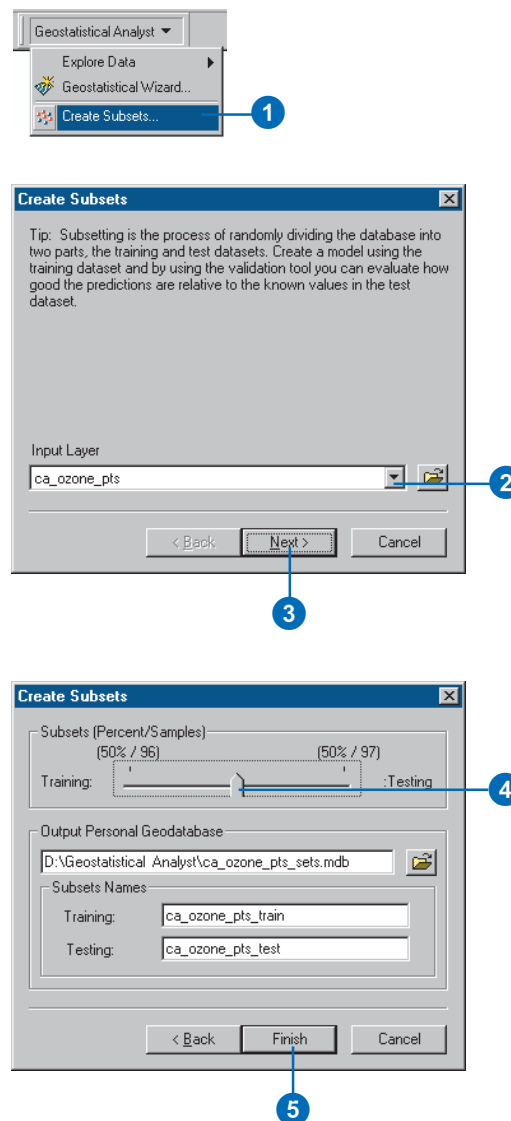 Geostatistical Analyst
Explore Data
Geostatistical Wizard...
Create Subsets...
1
Create Subsets
Tip: Subsetting is the process of randomly dividing the database into
two parts, the training and test datasets. Create a model using the
training dataset and by using the validation tool you can evaluate how
good the predictions are relative to the known values in the test
dataset.
Input Layer
ca_ozone_pts
2
< Back Next > Cancel
3
Create Subsets
Subsets (Percent/Samples)
(50% / 96) (50% / 97)
Training: :Testing
4
Output Personal Geodatabase
D:\Geostatistical Analyst\ca_ozone_pts_sets.mdb
Subsets Names
Training: ca_ozone_pts_train
Testing: ca_ozone_pts_test
< Back Finish Cancel
5